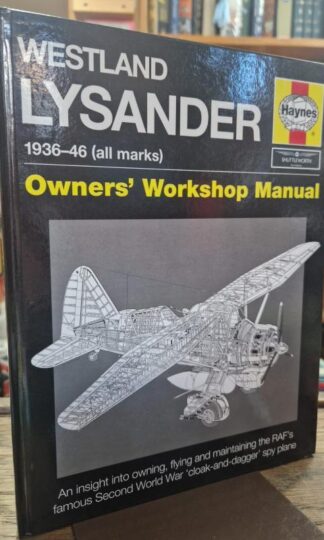 WESTLAND
LYSANDER
1936–46 (all marks)
Haynes
SHUTTLEWORTH
Owners' Workshop Manual
An insight into owning, flying and maintaining the RAF's
famous Second World War 'cloak-and-dagger' spy plane